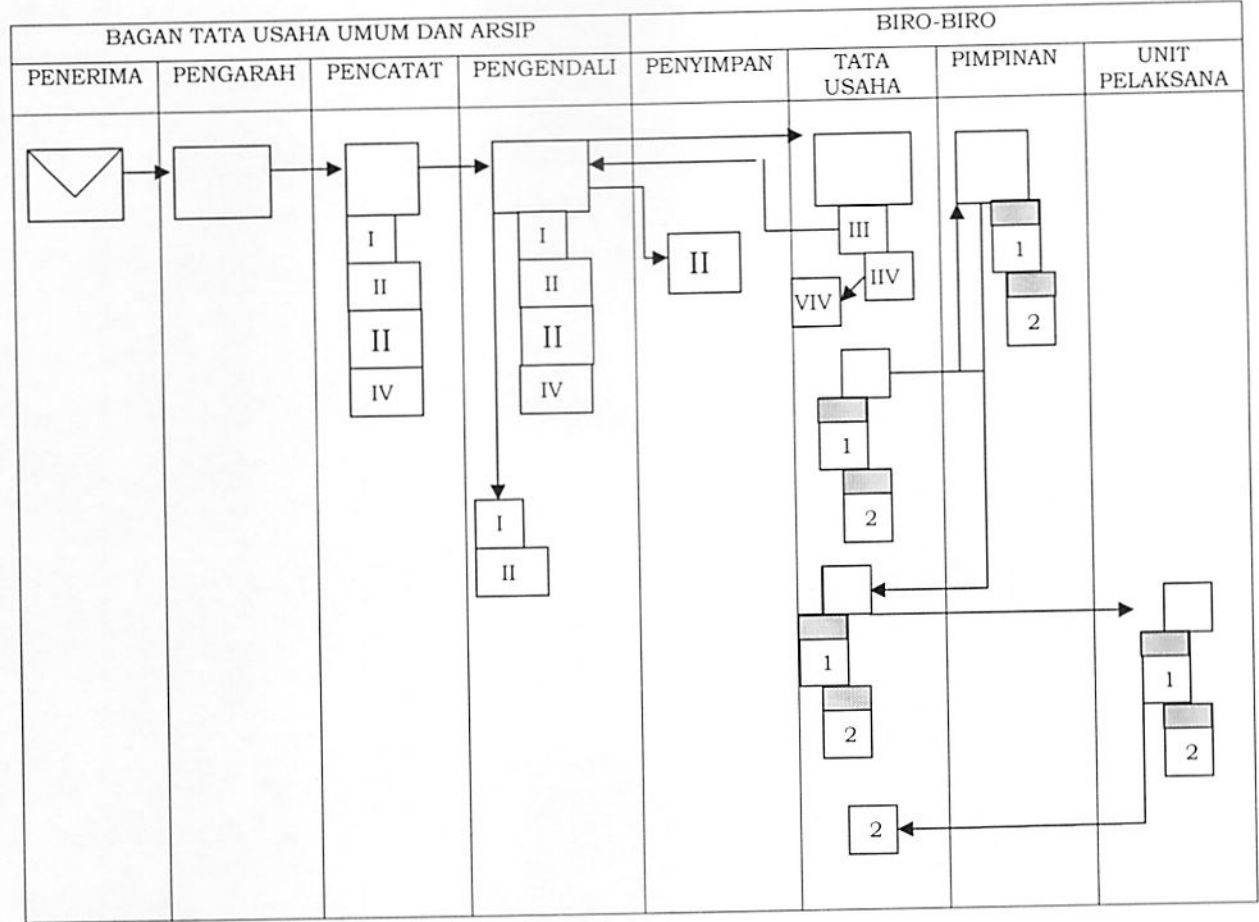 BAGAN TATA USAHA UMUM DAN ARSIP
BIRO-BIRO
PENERIMA
PENGARAH
PENCATAT
PENGENDALI
PENYIMPAN
TATA
USAHA
PIMPINAN
UNIT
PELAKSANA
I
II
II
IV
I
II
II
IV
I
II
II
III
IIV
VIV
1
2
1
2
1
2
2
1
2